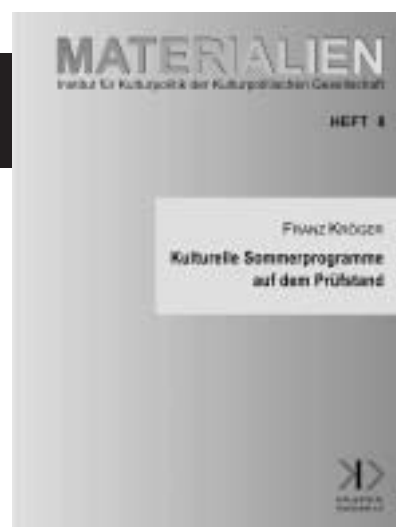 MATERIALIEN
Institut für Kulturpolitik der Kulturpolitischen Gesellschaft
HEFT 8
FRANZ KRÖGER
Kulturelle Sommerprogramme
auf dem Prüfstand